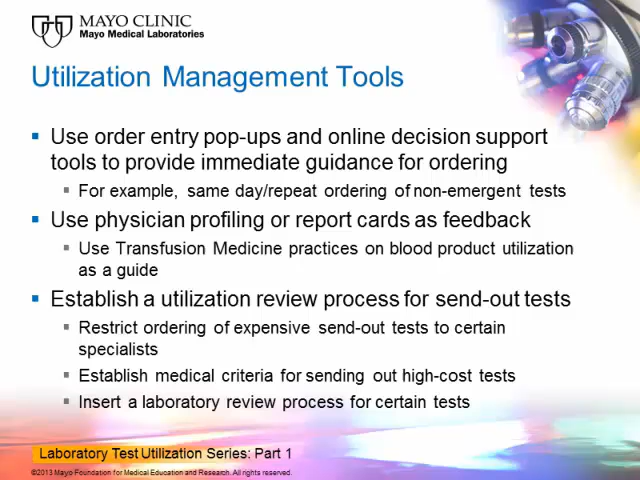 MAYO CLINIC
Mayo Medical Laboratories
Utilization Management Tools
Use order entry pop-ups and online decision support
tools to provide immediate guidance for ordering
For example, same day/repeat ordering of non-emergent tests
Use physician profiling or report cards as feedback
Use Transfusion Medicine practices on blood product utilization
as a guide
Establish a utilization review process for send-out tests
Restrict ordering of expensive send-out tests to certain
specialists
Establish medical criteria for sending out high-cost tests
Insert a laboratory review process for certain tests
Laboratory Test Utilization Series: Part 1
©2013 Mayo Foundation for Medical Education and Research. All rights reserved.